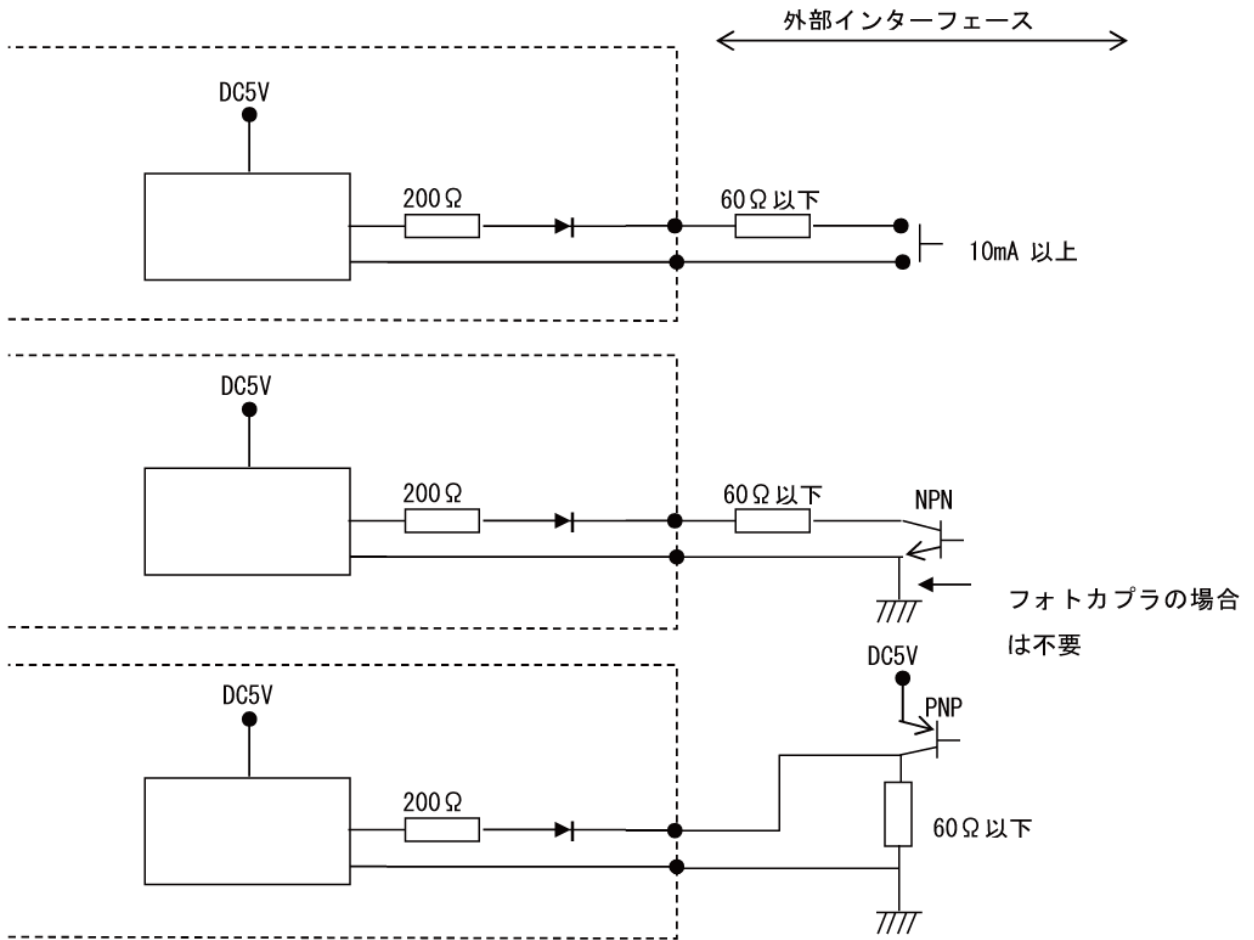 外部インターフェース
DC5V
200Ω
60Ω以下
10mA 以上
DC5V
200Ω
60Ω以下
NPN
フォトカプラの場合
は不要
DC5V
DC5V
PNP
200Ω
60Ω以下